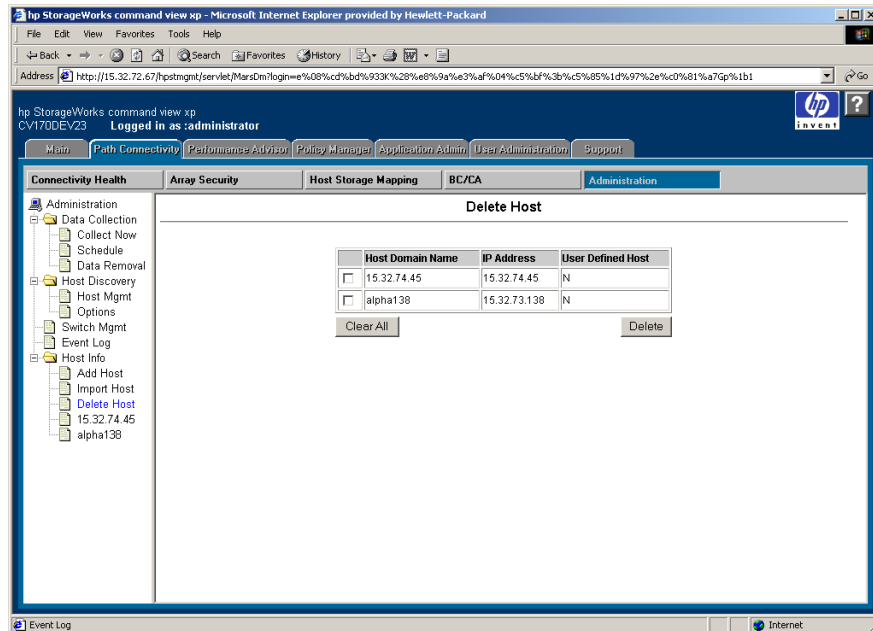 hp StorageWorks command view xp - Microsoft Internet Explorer provided by Hewlett-Packard
File Edit View Favorites Tools Help
Back Search Favorites History
Address http://15.32.72.67/hpstmgmt/servlet/MarsDm?login=e%08%cd%bd%933K%28%e8%9a%e3%af%04%c5%bf%3b%c5%85%1d%97%2e%c0%81%a7Gp%1b1 Go
hp StorageWorks command view xp
CV170DEV23 Logged in as :administrator
hp
invent
?
Main Path Connectivity Performance Advisor Policy Manager Application Admin User Administration Support
Connectivity Health Array Security Host Storage Mapping BC/CA Administration
Administration
Data Collection
Collect Now
Schedule
Data Removal
Host Discovery
Host Mgmt
Options
Switch Mgmt
Event Log
Host Info
Add Host
Import Host
Delete Host
15.32.74.45
alpha138
Delete Host
Host Domain Name IP Address User Defined Host
15.32.74.45 15.32.74.45 N
alpha138 15.32.73.138 N
Clear All Delete
Event Log Internet